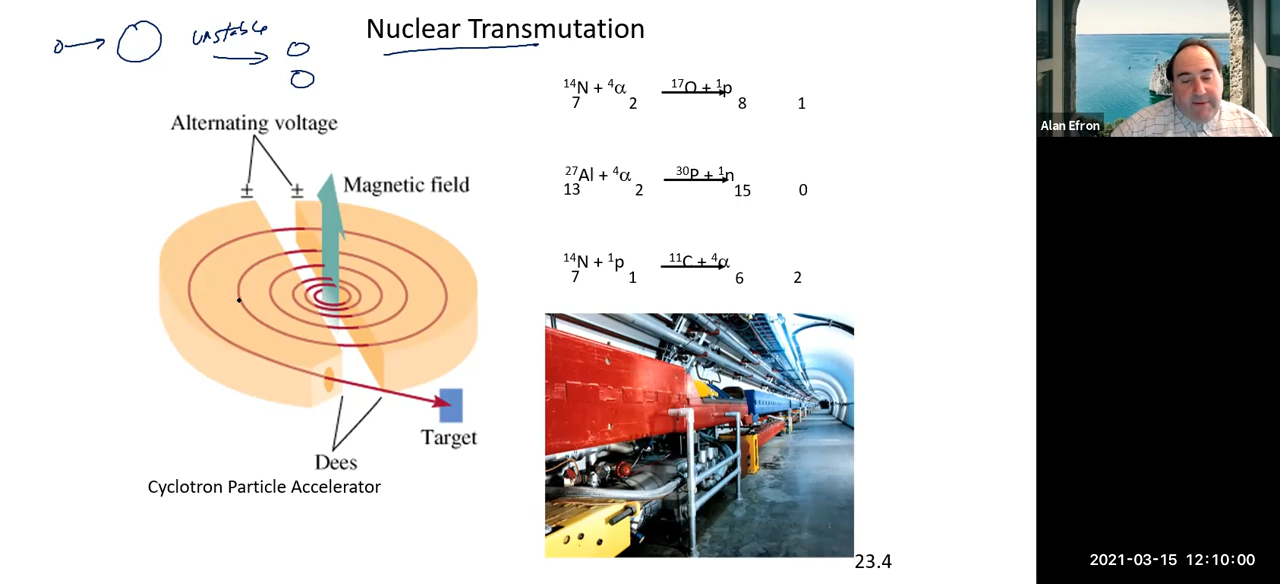 unstable
Nuclear Transmutation
¹⁴N + ⁴α ¹⁷O + ¹p
7 2 8 1
Alternating voltage
± ±
Magnetic field
²⁷Al + ⁴α ³⁰P + ¹n
13 2 15 0
¹⁴N + ¹p ¹¹C + ⁴α
7 1 6 2
Target
Dees
Cyclotron Particle Accelerator
23.4
Alan Efron
2021-03-15 12:10:00